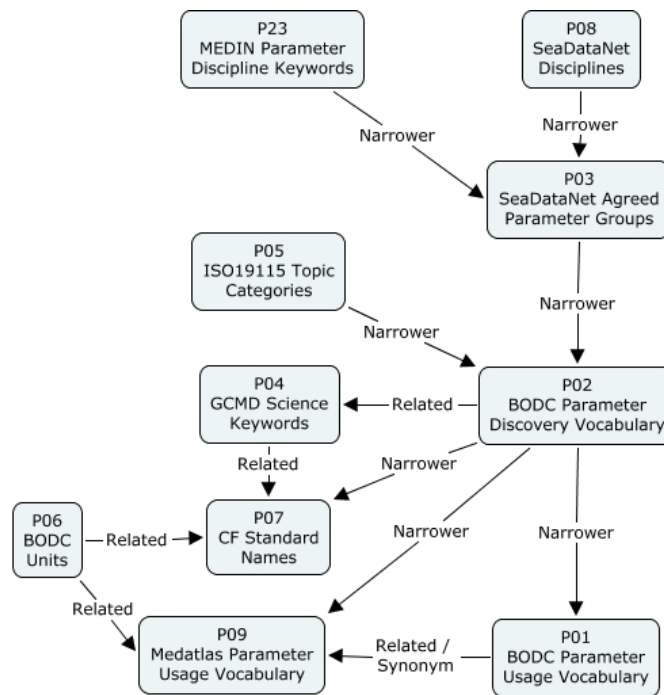 P23
MEDIN Parameter
Discipline Keywords
P08
SeaDataNet
Disciplines
Narrower
Narrower
P03
SeaDataNet Agreed
Parameter Groups
P05
ISO19115 Topic
Categories
Narrower
Narrower
P04
GCMD Science
Keywords
Related
P02
BODC Parameter
Discovery Vocabulary
Related
Narrower
P06
BODC
Units
Related
P07
CF Standard
Names
Narrower
Narrower
Related
P09
Medatlas Parameter
Usage Vocabulary
Related /
Synonym
P01
BODC Parameter
Usage Vocabulary